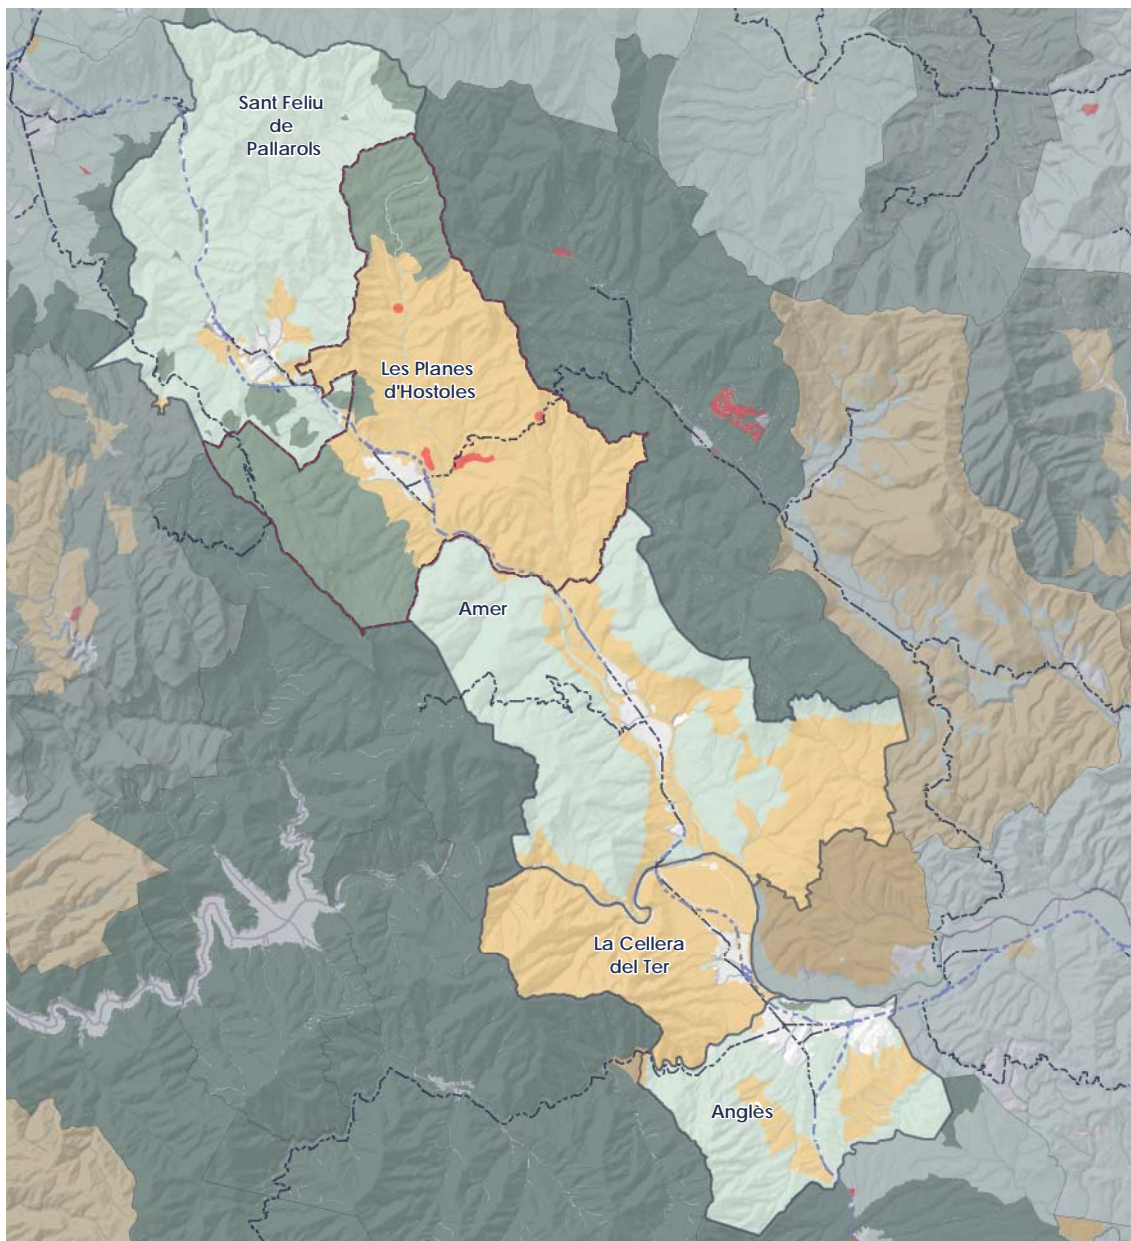 Sant Feliu
de
Pallarols
Les Planes
d'Hostoles
Amer
La Cellera
del Ter
Anglès